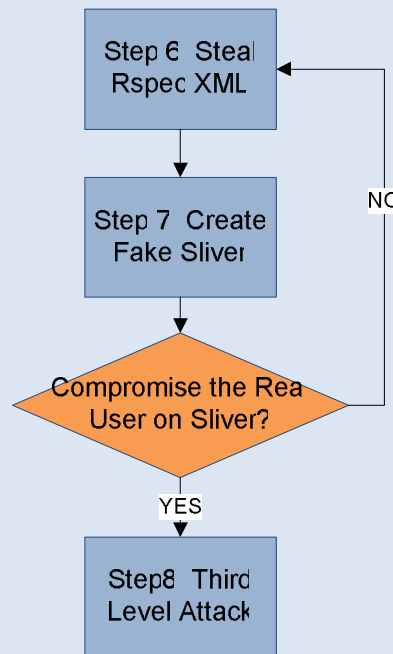 Step 6 Steal
Rspec XML
NO
Step 7 Create
Fake Sliver
Compromise the Rea
User on Sliver?
YES
Step8 Third
Level Attack